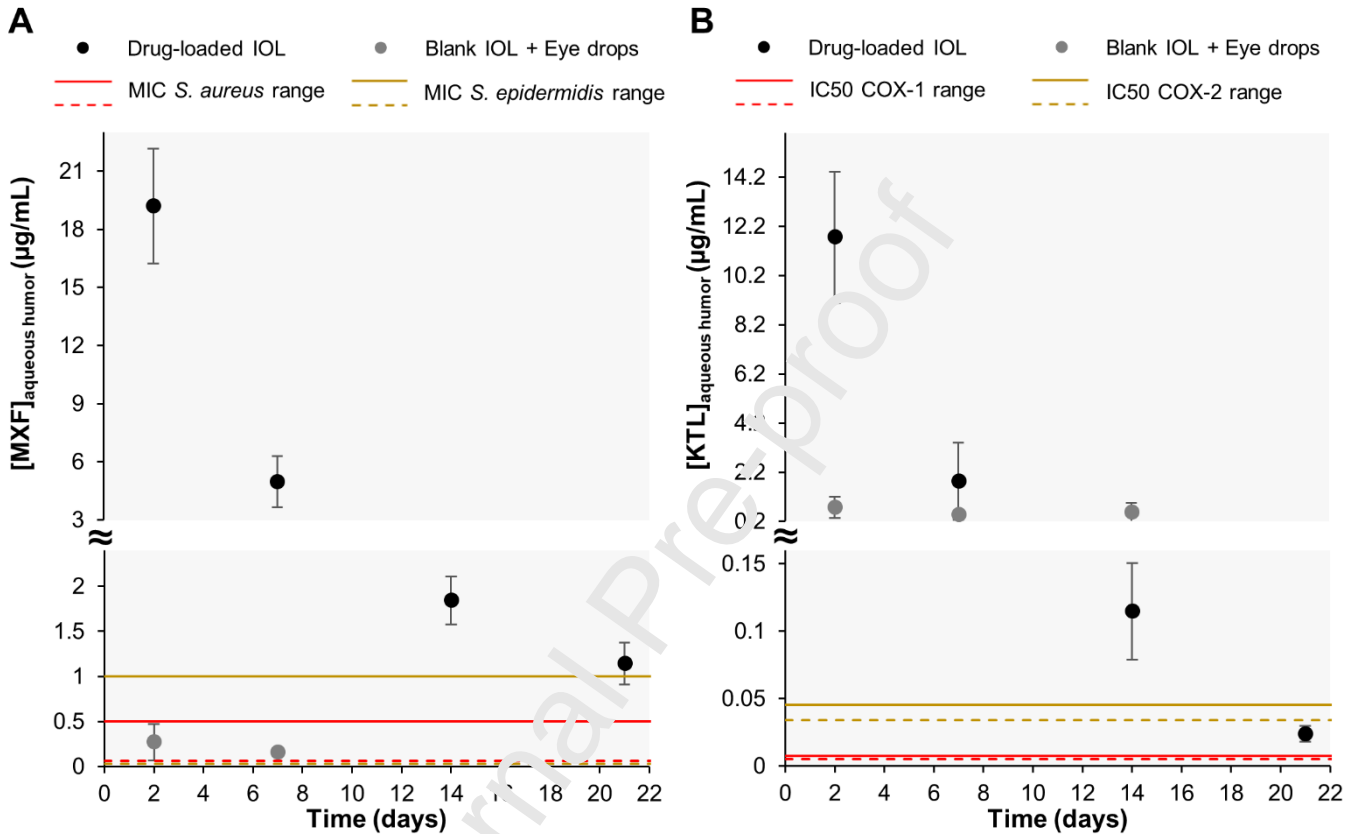 A
Drug-loaded IOL
Blank IOL + Eye drops
MIC S. aureus range
MIC S. epidermidis range
[MXF]aqueous humor (µg/mL)
21
18
15
12
9
6
3
≈
2
1.5
1
0.5
0
0 2 4 6 8 10 12 14 16 18 20 22
Time (days)
B
Drug-loaded IOL
Blank IOL + Eye drops
IC50 COX-1 range
IC50 COX-2 range
[KTL]aqueous humor (µg/mL)
14.2
12.2
10.2
8.2
6.2
2.2
0.2
≈
0.15
0.1
0.05
0
0 2 4 6 8 10 12 14 16 18 20 22
Time (days)
rnal Pre-proof